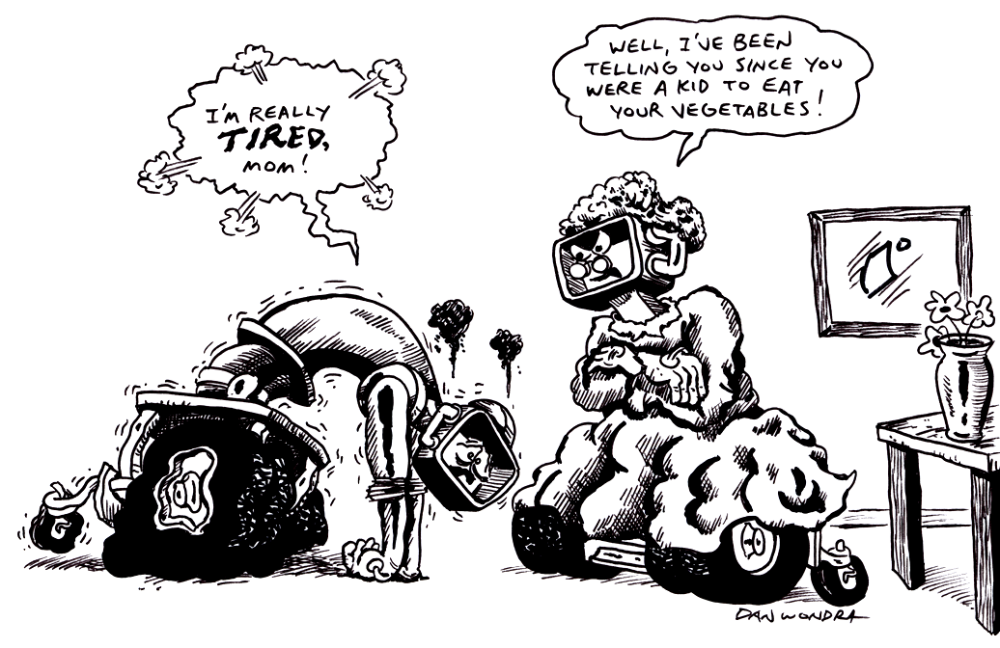 I'M REALLY
TIRED,
MOM!
WELL, I'VE BEEN
TELLING YOU SINCE YOU
WERE A KID TO EAT
YOUR VEGETABLES!
DAN WONDRA